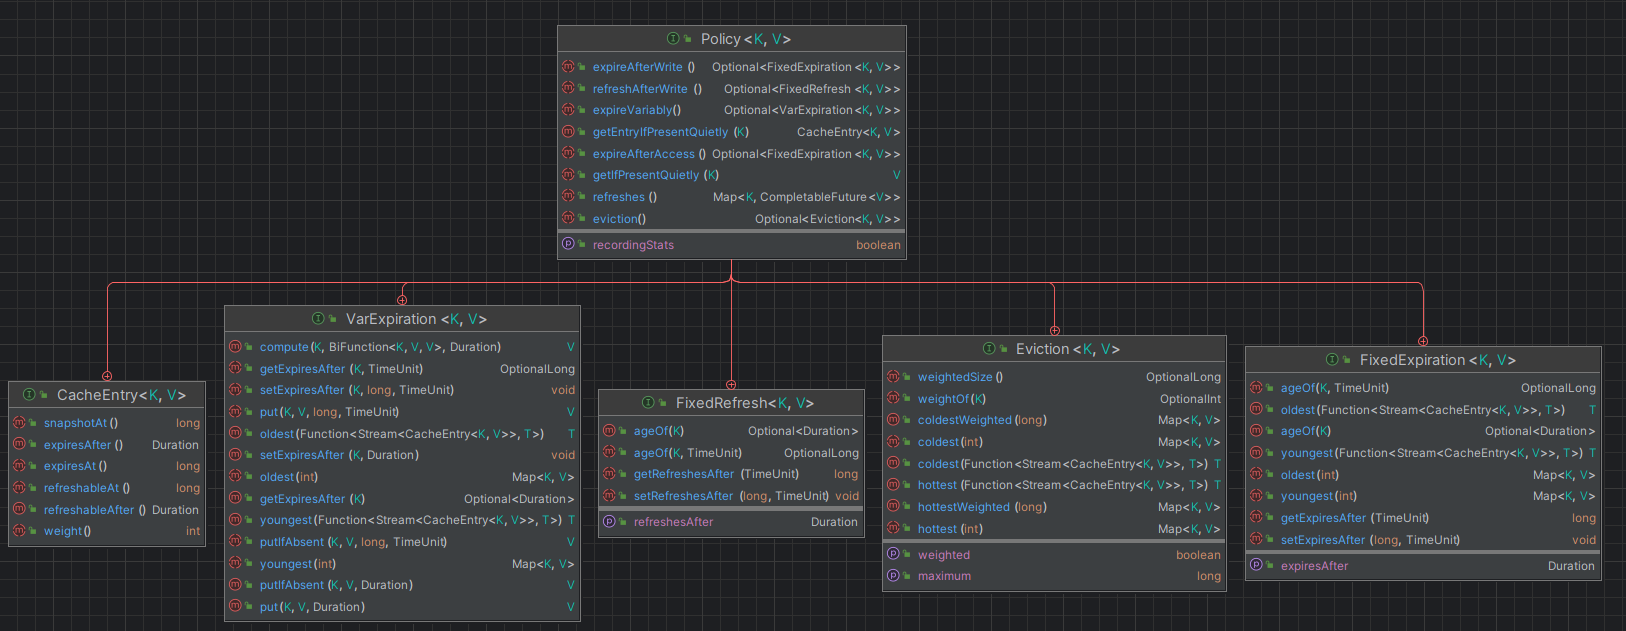 Policy <K, V>
expireAfterWrite () Optional<FixedExpiration <K, V>>
refreshAfterWrite () Optional<FixedRefresh <K, V>>
expireVariably() Optional<VarExpiration <K, V>>
getEntryIfPresentQuietly (K) CacheEntry<K, V>
expireAfterAccess () Optional<FixedExpiration <K, V>>
getIfPresentQuietly (K) V
refreshes () Map<K, CompletableFuture<V>>
eviction() Optional<Eviction<K, V>>
recordingStats boolean
CacheEntry<K, V>
snapshotAt () long
expiresAfter () Duration
expiresAt () long
refreshableAt () long
refreshableAfter () Duration
weight() int
VarExpiration <K, V>
compute(K, BiFunction<K, V, V>, Duration) V
getExpiresAfter (K, TimeUnit) OptionalLong
setExpiresAfter (K, long, TimeUnit) void
put(K, V, long, TimeUnit) V
oldest(Function<Stream<CacheEntry<K, V>>, T>) T
setExpiresAfter (K, Duration) void
oldest(int) Map<K, V>
getExpiresAfter (K) Optional<Duration>
youngest(Function<Stream<CacheEntry<K, V>>, T>) T
putIfAbsent (K, V, long, TimeUnit) V
youngest(int) Map<K, V>
putIfAbsent (K, V, Duration) V
put(K, V, Duration) V
FixedRefresh<K, V>
ageOf(K) Optional<Duration>
ageOf(K, TimeUnit) OptionalLong
getRefreshesAfter (TimeUnit) long
setRefreshesAfter (long, TimeUnit) void
refreshesAfter Duration
Eviction <K, V>
weightedSize () OptionalLong
weightOf(K) OptionalInt
coldestWeighted (long) Map<K, V>
coldest(int) Map<K, V>
coldest(Function<Stream<CacheEntry<K, V>>, T>) T
hottest (Function<Stream<CacheEntry<K, V>>, T>) T
hottestWeighted (long) Map<K, V>
hottest (int) Map<K, V>
weighted boolean
maximum long
FixedExpiration <K, V>
ageOf(K, TimeUnit) OptionalLong
oldest(Function<Stream<CacheEntry<K, V>>, T>) T
ageOf(K) Optional<Duration>
youngest(Function<Stream<CacheEntry<K, V>>, T>) T
oldest(int) Map<K, V>
youngest(int) Map<K, V>
getExpiresAfter (TimeUnit) long
setExpiresAfter (long, TimeUnit) void
expiresAfter Duration